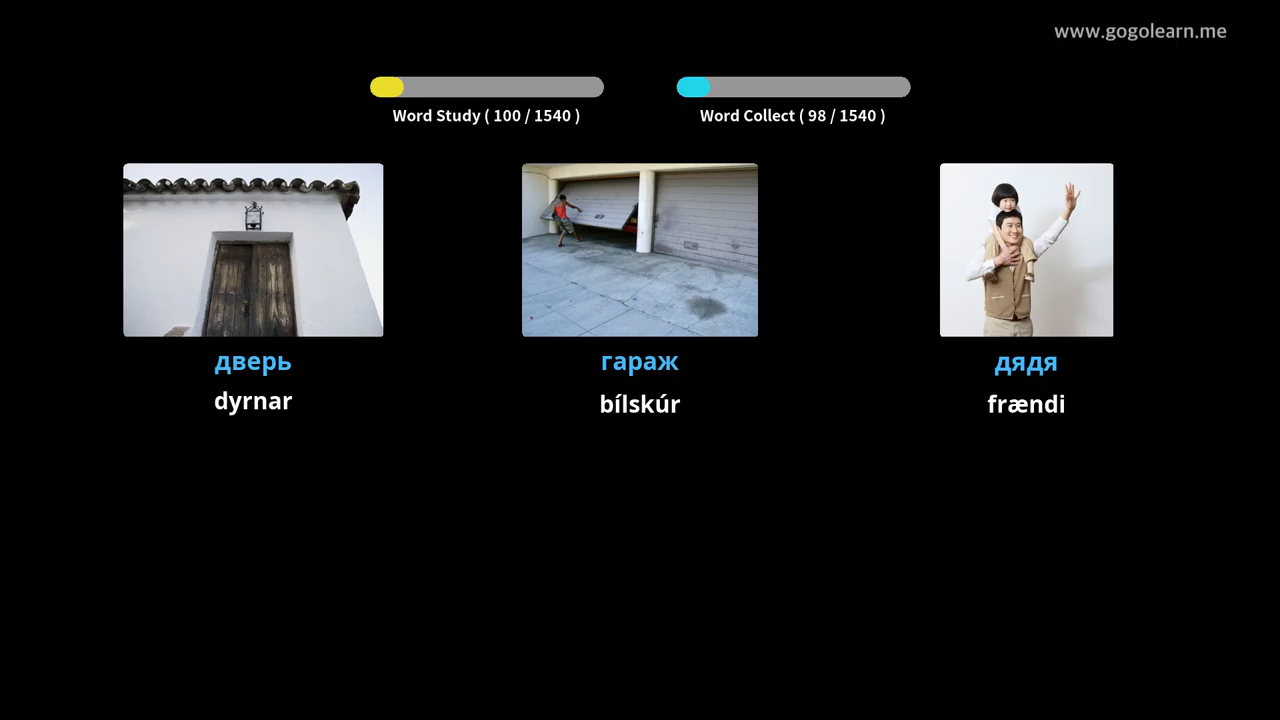 www.gogolearn.me
Word Study ( 100 / 1540 )
Word Collect ( 98 / 1540 )
дверь
гараж
дядя
dyrnar
bílskúr
frændi